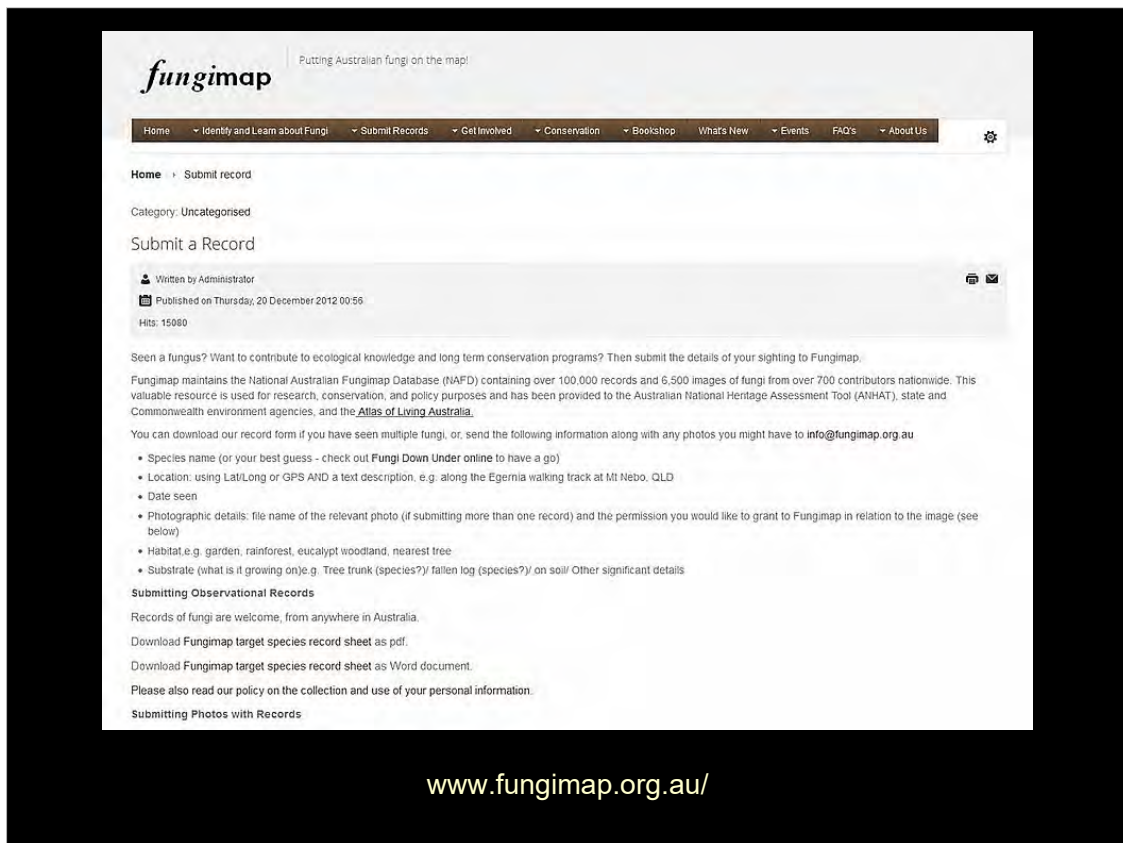 fungimap
Putting Australian fungi on the map!
Home Identify and Learn about Fungi Submit Records Get Involved Conservation Bookshop What's New Events FAQ's About Us
Home › Submit record
Category: Uncategorised
Submit a Record
Written by Administrator
Published on Thursday, 20 December 2012 00:56
Hits: 15080
Seen a fungus? Want to contribute to ecological knowledge and long term conservation programs? Then submit the details of your sighting to Fungimap.
Fungimap maintains the National Australian Fungimap Database (NAFD) containing over 100,000 records and 6,500 images of fungi from over 700 contributors nationwide. This
valuable resource is used for research, conservation, and policy purposes and has been provided to the Australian National Heritage Assessment Tool (ANHAT), state and
Commonwealth environment agencies, and the Atlas of Living Australia.
You can download our record form if you have seen multiple fungi, or, send the following information along with any photos you might have to info@fungimap.org.au
• Species name (or your best guess - check out Fungi Down Under online to have a go)
• Location: using Lat/Long or GPS AND a text description, e.g. along the Egernia walking track at Mt Nebo, QLD
• Date seen
• Photographic details: file name of the relevant photo (if submitting more than one record) and the permission you would like to grant to Fungimap in relation to the image (see
below)
• Habitat,e.g. garden, rainforest, eucalypt woodland, nearest tree
• Substrate (what is it growing on)e.g. Tree trunk (species?)/ fallen log (species?)/ on soil/ Other significant details
Submitting Observational Records
Records of fungi are welcome, from anywhere in Australia.
Download Fungimap target species record sheet as pdf.
Download Fungimap target species record sheet as Word document.
Please also read our policy on the collection and use of your personal information.
Submitting Photos with Records
www.fungimap.org.au/